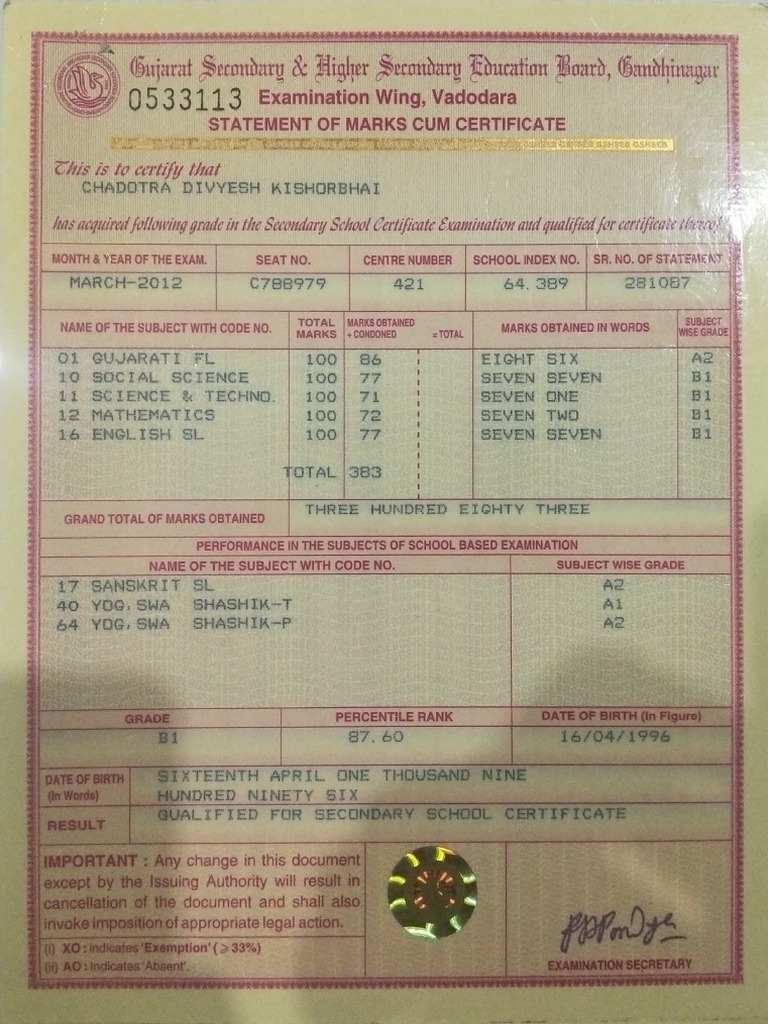 Gujarat Secondary & Higher Secondary Education Board, Gandhinagar
0533113 Examination Wing, Vadodara
STATEMENT OF MARKS CUM CERTIFICATE
GSHSEB GSHSEB GSHSEB
This is to certify that
CHADOTRA DIVYESH KISHORBHAI
has acquired following grade in the Secondary School Certificate Examination and qualified for certificate thereof
MONTH & YEAR OF THE EXAM. SEAT NO. CENTRE NUMBER SCHOOL INDEX NO. SR. NO. OF STATEMENT
MARCH-2012 C788979 421 64.389 281087
NAME OF THE SUBJECT WITH CODE NO. TOTAL MARKS MARKS OBTAINED + CONDONED = TOTAL MARKS OBTAINED IN WORDS SUBJECT WISE GRADE
01 GUJARATI FL 100 86 EIGHT SIX A2
10 SOCIAL SCIENCE 100 77 SEVEN SEVEN B1
11 SCIENCE & TECHNO. 100 71 SEVEN ONE B1
12 MATHEMATICS 100 72 SEVEN TWO B1
16 ENGLISH SL 100 77 SEVEN SEVEN B1
TOTAL 383
GRAND TOTAL OF MARKS OBTAINED THREE HUNDRED EIGHTY THREE
PERFORMANCE IN THE SUBJECTS OF SCHOOL BASED EXAMINATION
NAME OF THE SUBJECT WITH CODE NO. SUBJECT WISE GRADE
17 SANSKRIT SL A2
40 YOG,SWA SHASHIK-T A1
64 YOG,SWA SHASHIK-P A2
GRADE PERCENTILE RANK DATE OF BIRTH (In Figure)
B1 87.60 16/04/1996
DATE OF BIRTH (In Words) SIXTEENTH APRIL ONE THOUSAND NINE
HUNDRED NINETY SIX
RESULT QUALIFIED FOR SECONDARY SCHOOL CERTIFICATE
IMPORTANT : Any change in this document
except by the Issuing Authority will result in
cancellation of the document and shall also
invoke imposition of appropriate legal action.
(i) XO : indicates 'Exemption' (⩾ 33%)
(ii) AO : Indicates 'Absent'.
EXAMINATION SECRETARY